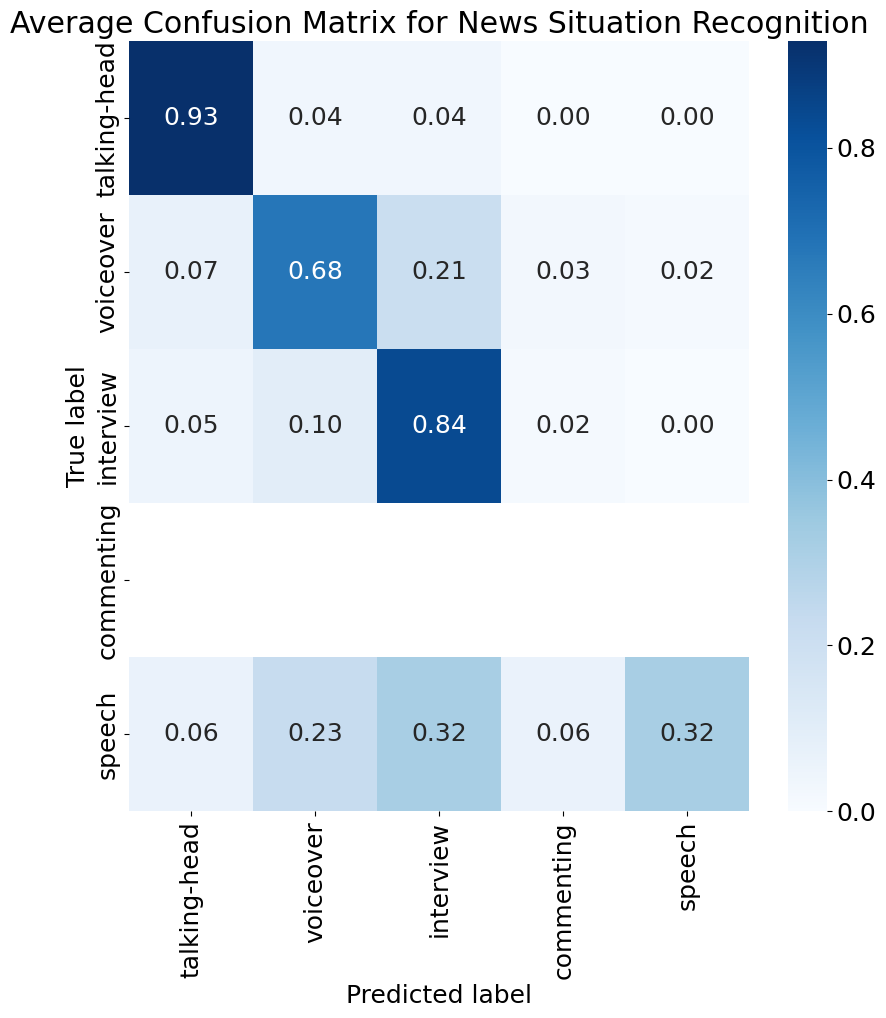 Average Confusion Matrix for News Situation Recognition
True label
talking-head
0.93 0.04 0.04 0.00 0.00
voiceover
0.07 0.68 0.21 0.03 0.02
interview
0.05 0.10 0.84 0.02 0.00
commenting
speech
0.06 0.23 0.32 0.06 0.32
talking-head voiceover interview commenting speech
Predicted label
0.8
0.6
0.4
0.2
0.0